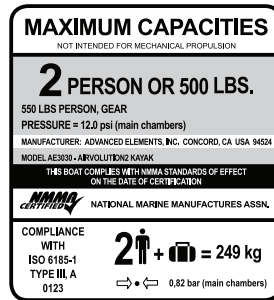 MAXIMUM CAPACITIES
NOT INTENDED FOR MECHANICAL PROPULSION
2 PERSON OR 500 LBS.
550 LBS PERSON, GEAR
PRESSURE = 12.0 psi (main chambers)
MANUFACTURER: ADVANCED ELEMENTS, INC. CONCORD, CA USA 94524
MODEL AE3030 - AIRVOLUTION2 KAYAK
THIS BOAT COMPLIES WITH NMMA STANDARDS OF EFFECT
ON THE DATE OF CERTIFICATION
NMMA
CERTIFIED
NATIONAL MARINE MANUFACTURES ASSN.
COMPLIANCE
WITH
ISO 6185-1
TYPE III, A
0123
2 + = 249 kg
0,82 bar (main chambers)